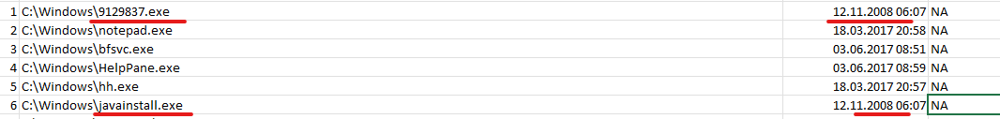 1 C:\Windows\9129837.exe 12.11.2008 06:07 NA
2 C:\Windows\notepad.exe 18.03.2017 20:58 NA
3 C:\Windows\bfsvc.exe 03.06.2017 08:51 NA
4 C:\Windows\HelpPane.exe 03.06.2017 08:59 NA
5 C:\Windows\hh.exe 18.03.2017 20:57 NA
6 C:\Windows\javainstall.exe 12.11.2008 06:07 NA